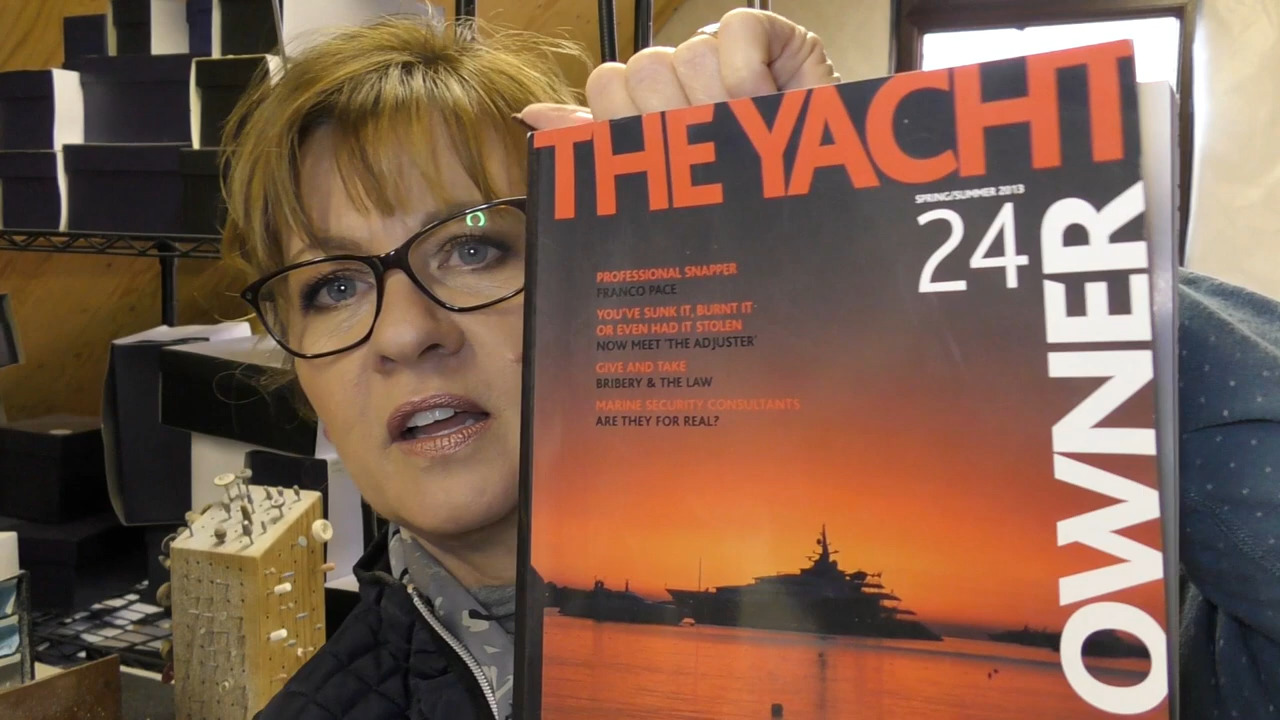 THE YACHT
OWNER
SPRING/SUMMER 2013
24
PROFESSIONAL SNAPPER
FRANCO PACE
YOU'VE SUNK IT, BURNT IT-
OR EVEN HAD IT STOLEN
NOW MEET 'THE ADJUSTER'
GIVE AND TAKE
BRIBERY & THE LAW
MARINE SECURITY CONSULTANTS
ARE THEY FOR REAL?